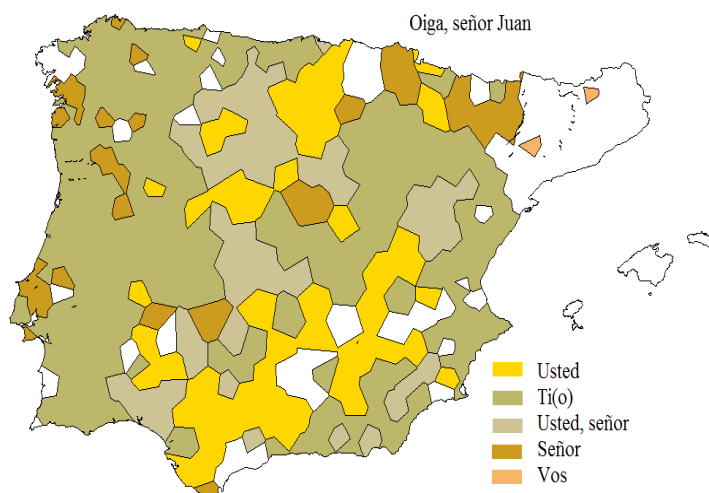 Oiga, señor Juan
Usted
Ti(o)
Usted, señor
Señor
Vos